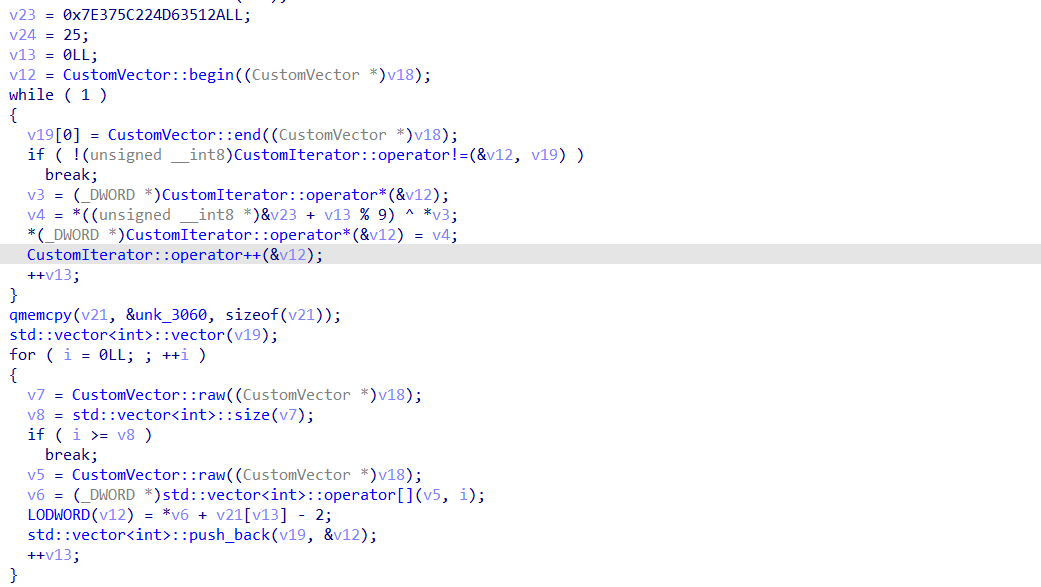 v23 = 0x7E375C224D63512ALL;
v24 = 25;
v13 = 0LL;
v12 = CustomVector::begin((CustomVector *)v18);
while ( 1 )
{
v19[0] = CustomVector::end((CustomVector *)v18);
if ( !(unsigned __int8)CustomIterator::operator!=(&v12, v19) )
break;
v3 = (_DWORD *)CustomIterator::operator*(&v12);
v4 = *((unsigned __int8 *)&v23 + v13 % 9) ^ *v3;
*(_DWORD *)CustomIterator::operator*(&v12) = v4;
CustomIterator::operator++(&v12);
++v13;
}
qmemcpy(v21, &unk_3060, sizeof(v21));
std::vector<int>::vector(v19);
for ( i = 0LL; ; ++i )
{
v7 = CustomVector::raw((CustomVector *)v18);
v8 = std::vector<int>::size(v7);
if ( i >= v8 )
break;
v5 = CustomVector::raw((CustomVector *)v18);
v6 = (_DWORD *)std::vector<int>::operator[](v5, i);
LODWORD(v12) = *v6 + v21[v13] - 2;
std::vector<int>::push_back(v19, &v12);
++v13;
}